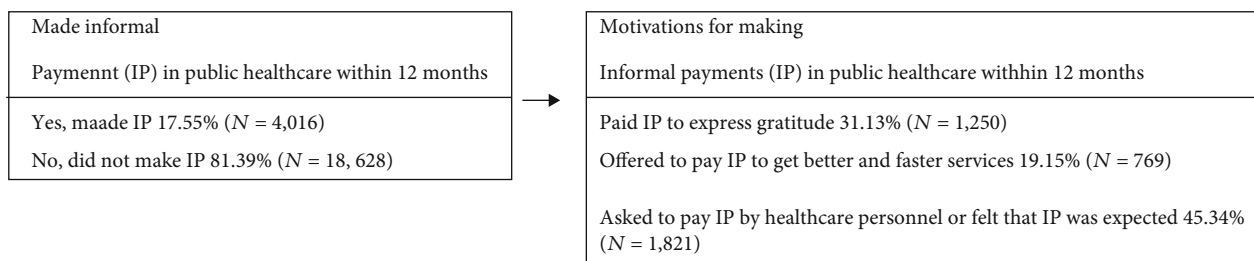 Made informal
Paymennt (IP) in public healthcare within 12 months
Yes, maade IP 17.55% (N = 4,016)
No, did not make IP 81.39% (N = 18, 628)
Motivations for making
Informal payments (IP) in public healthcare withhin 12 months
Paid IP to express gratitude 31.13% (N = 1,250)
Offered to pay IP to get better and faster services 19.15% (N = 769)
Asked to pay IP by healthcare personnel or felt that IP was expected 45.34%
(N = 1,821)